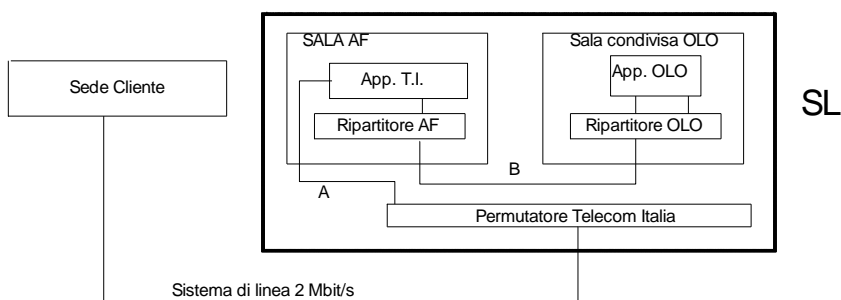 SALA AF
Sala condivisa OLO
Sede Cliente
App. T.I.
App. OLO
SL
Ripartitore AF
Ripartitore OLO
B
A
Permutatore Telecom Italia
Sistema di linea 2 Mbit/s